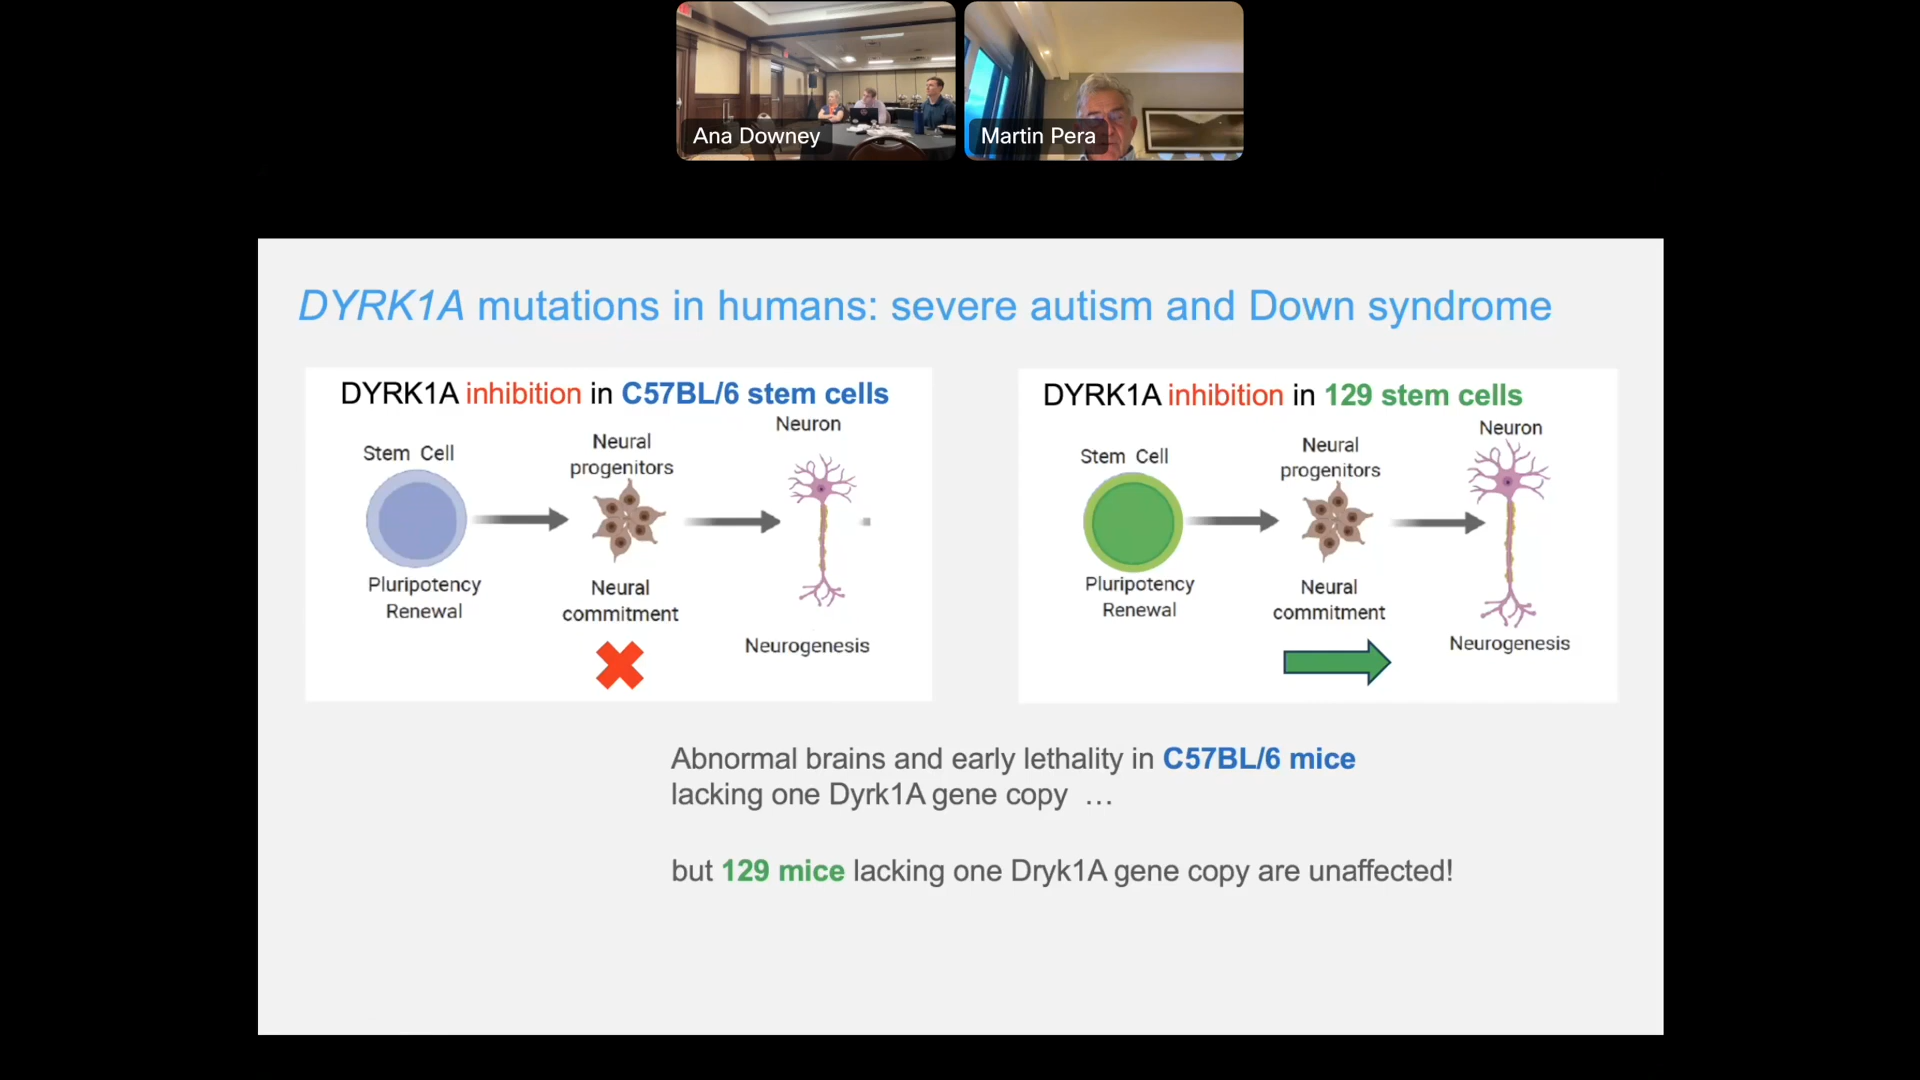 Ana Downey
Martin Pera
DYRK1A mutations in humans: severe autism and Down syndrome
DYRK1A inhibition in C57BL/6 stem cells
Neuron
Neural
progenitors
Stem Cell
Pluripotency
Renewal
Neural
commitment
Neurogenesis
DYRK1A inhibition in 129 stem cells
Neuron
Neural
progenitors
Stem Cell
Pluripotency
Renewal
Neural
commitment
Neurogenesis
Abnormal brains and early lethality in C57BL/6 mice
lacking one Dyrk1A gene copy …
but 129 mice lacking one Dryk1A gene copy are unaffected!